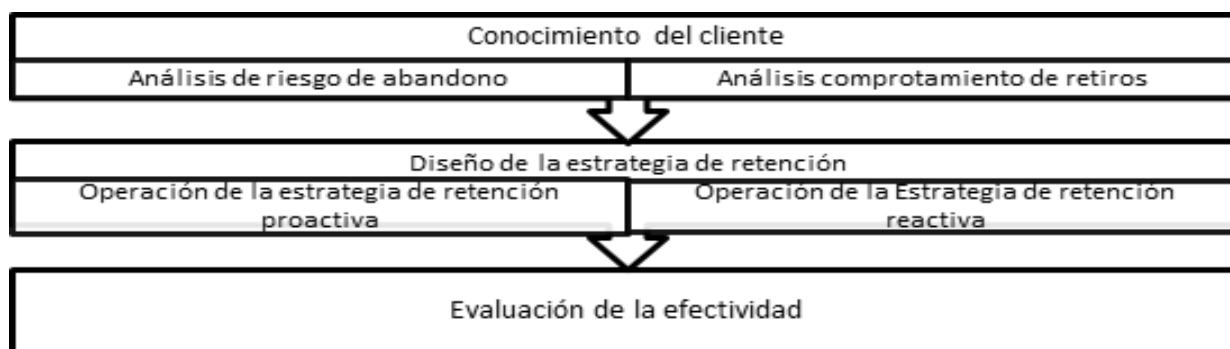 Conocimiento del cliente
Análisis de riesgo de abandono
Análisis comprotamiento de retiros
Diseño de la estrategia de retención
Operación de la estrategia de retención
proactiva
Operación de la Estrategia de retención
reactiva
Evaluación de la efectividad